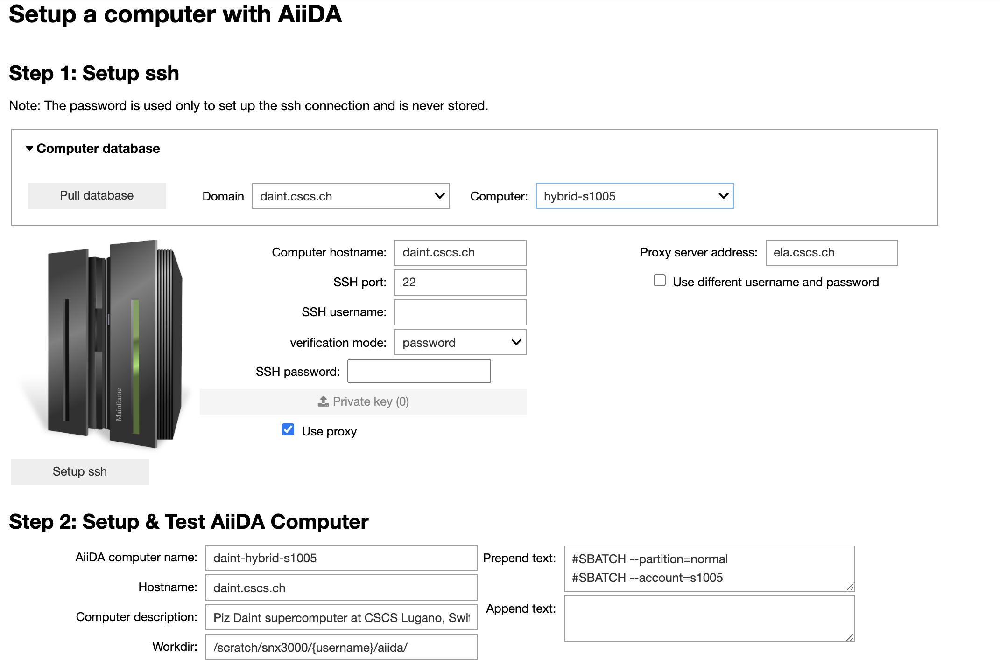 Setup a computer with AiiDA
Step 1: Setup ssh
Note: The password is used only to set up the ssh connection and is never stored.
Computer database
Pull database
Domain
daint.cscs.ch
Computer:
hybrid-s1005
Computer hostname:
daint.cscs.ch
SSH port:
22
SSH username:
verification mode:
password
SSH password:
Private key (0)
Use proxy
Proxy server address:
ela.cscs.ch
Use different username and password
Mainframe
Setup ssh
Step 2: Setup & Test AiiDA Computer
AiiDA computer name:
daint-hybrid-s1005
Hostname:
daint.cscs.ch
Computer description:
Piz Daint supercomputer at CSCS Lugano, Swit
Workdir:
/scratch/snx3000/{username}/aiida/
Prepend text:
#SBATCH --partition=normal
#SBATCH --account=s1005
Append text: